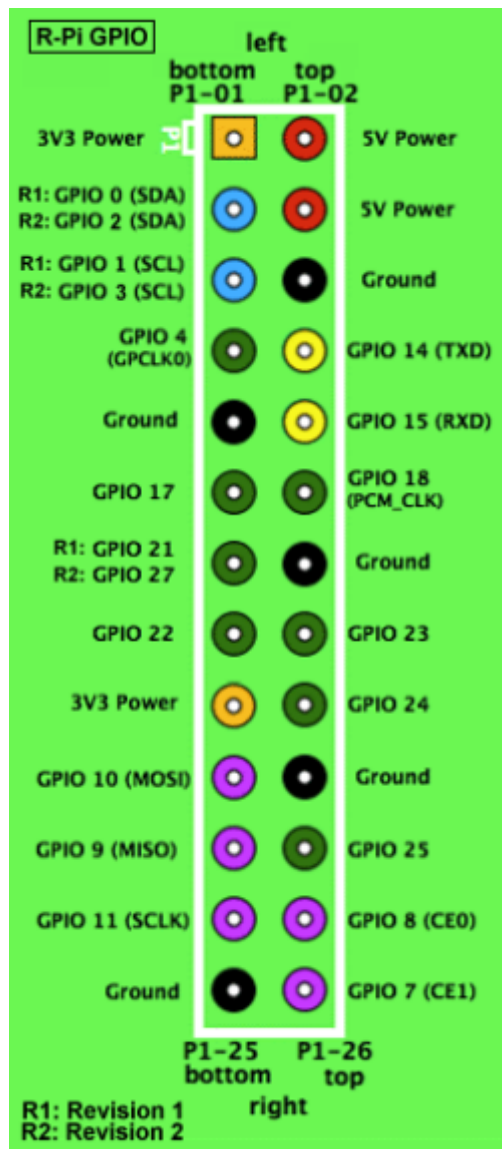 R-Pi GPIO
left
bottom top
P1-01 P1-02
3V3 Power P1 5V Power
R1: GPIO 0 (SDA)
R2: GPIO 2 (SDA) 5V Power
R1: GPIO 1 (SCL)
R2: GPIO 3 (SCL) Ground
GPIO 4
(GPCLK0) GPIO 14 (TXD)
Ground GPIO 15 (RXD)
GPIO 17 GPIO 18
(PCM_CLK)
R1: GPIO 21
R2: GPIO 27 Ground
GPIO 22 GPIO 23
3V3 Power GPIO 24
GPIO 10 (MOSI) Ground
GPIO 9 (MISO) GPIO 25
GPIO 11 (SCLK) GPIO 8 (CE0)
Ground GPIO 7 (CE1)
P1-25 P1-26
bottom top
right
R1: Revision 1
R2: Revision 2